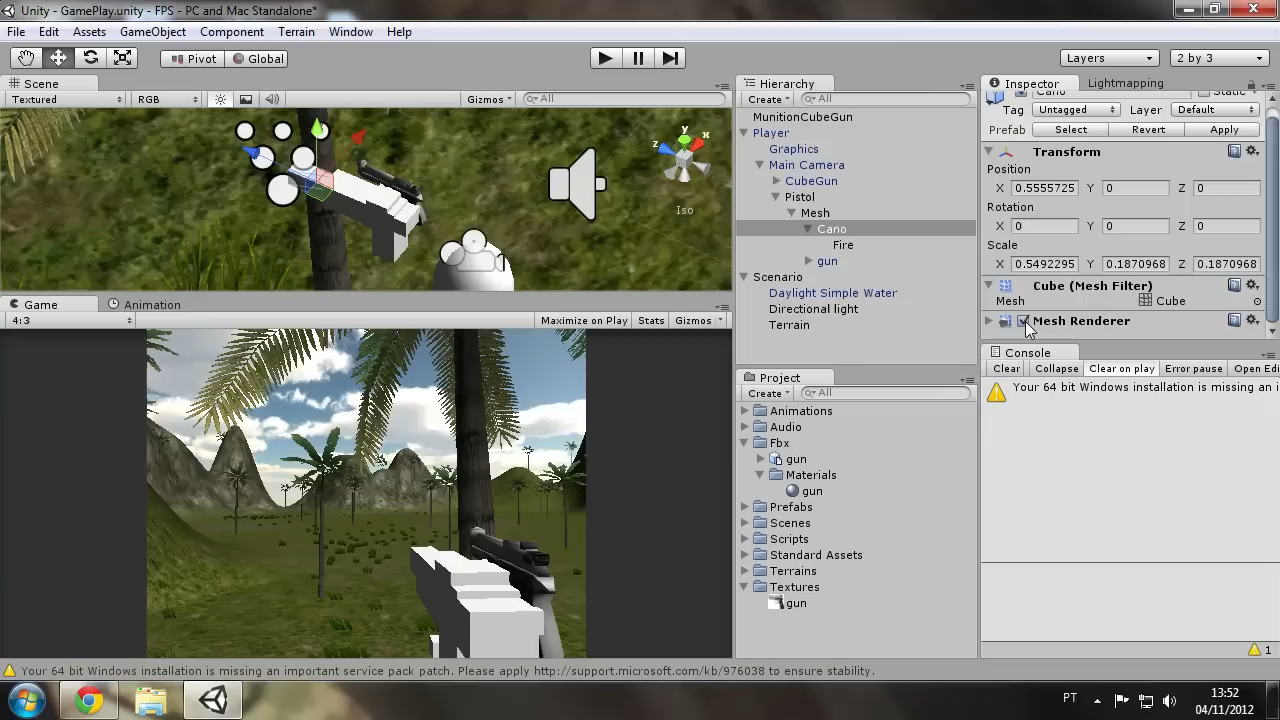 Unity - GamePlay.unity - FPS - PC and Mac Standalone*
File Edit Assets GameObject Component Terrain Window Help
Pivot Global Layers 2 by 3
Scene
Textured RGB Gizmos All
y
x
z
Iso
Game Animation
4:3 Maximize on Play Stats Gizmos
Hierarchy
Create All
MunitionCubeGun
Player
Graphics
Main Camera
CubeGun
Pistol
Mesh
Cano
Fire
gun
Scenario
Daylight Simple Water
Directional light
Terrain
Project
Create All
Animations
Audio
Fbx
gun
Materials
gun
Prefabs
Scenes
Scripts
Standard Assets
Terrains
Textures
gun
Inspector Lightmapping
Tag Untagged Layer Default
Prefab Select Revert Apply
Transform
Position
X 0.5555725 Y 0 Z 0
Rotation
X 0 Y 0 Z 0
Scale
X 0.5492295 Y 0.1870968 Z 0.1870968
Cube (Mesh Filter)
Mesh Cube
Mesh Renderer
Console
Clear Collapse Clear on play Error pause Open Edi
Your 64 bit Windows installation is missing an i
1
Your 64 bit Windows installation is missing an important service pack patch. Please apply http://support.microsoft.com/kb/976038 to ensure stability.
PT 13:52
04/11/2012